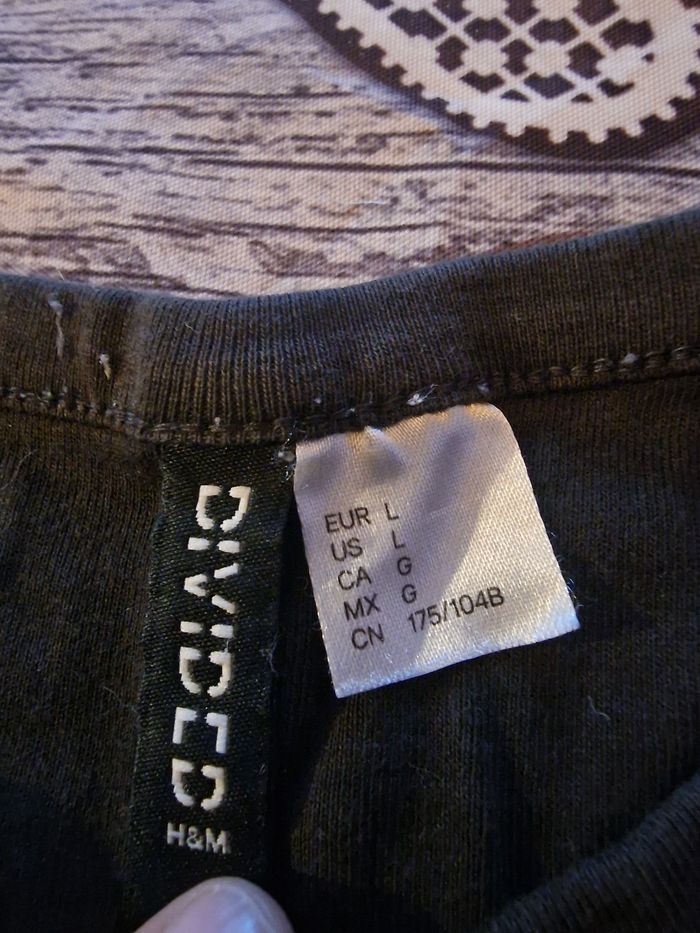 DIVIDED
H&M
EUR L
US L
CA G
MX G
CN 175/104B